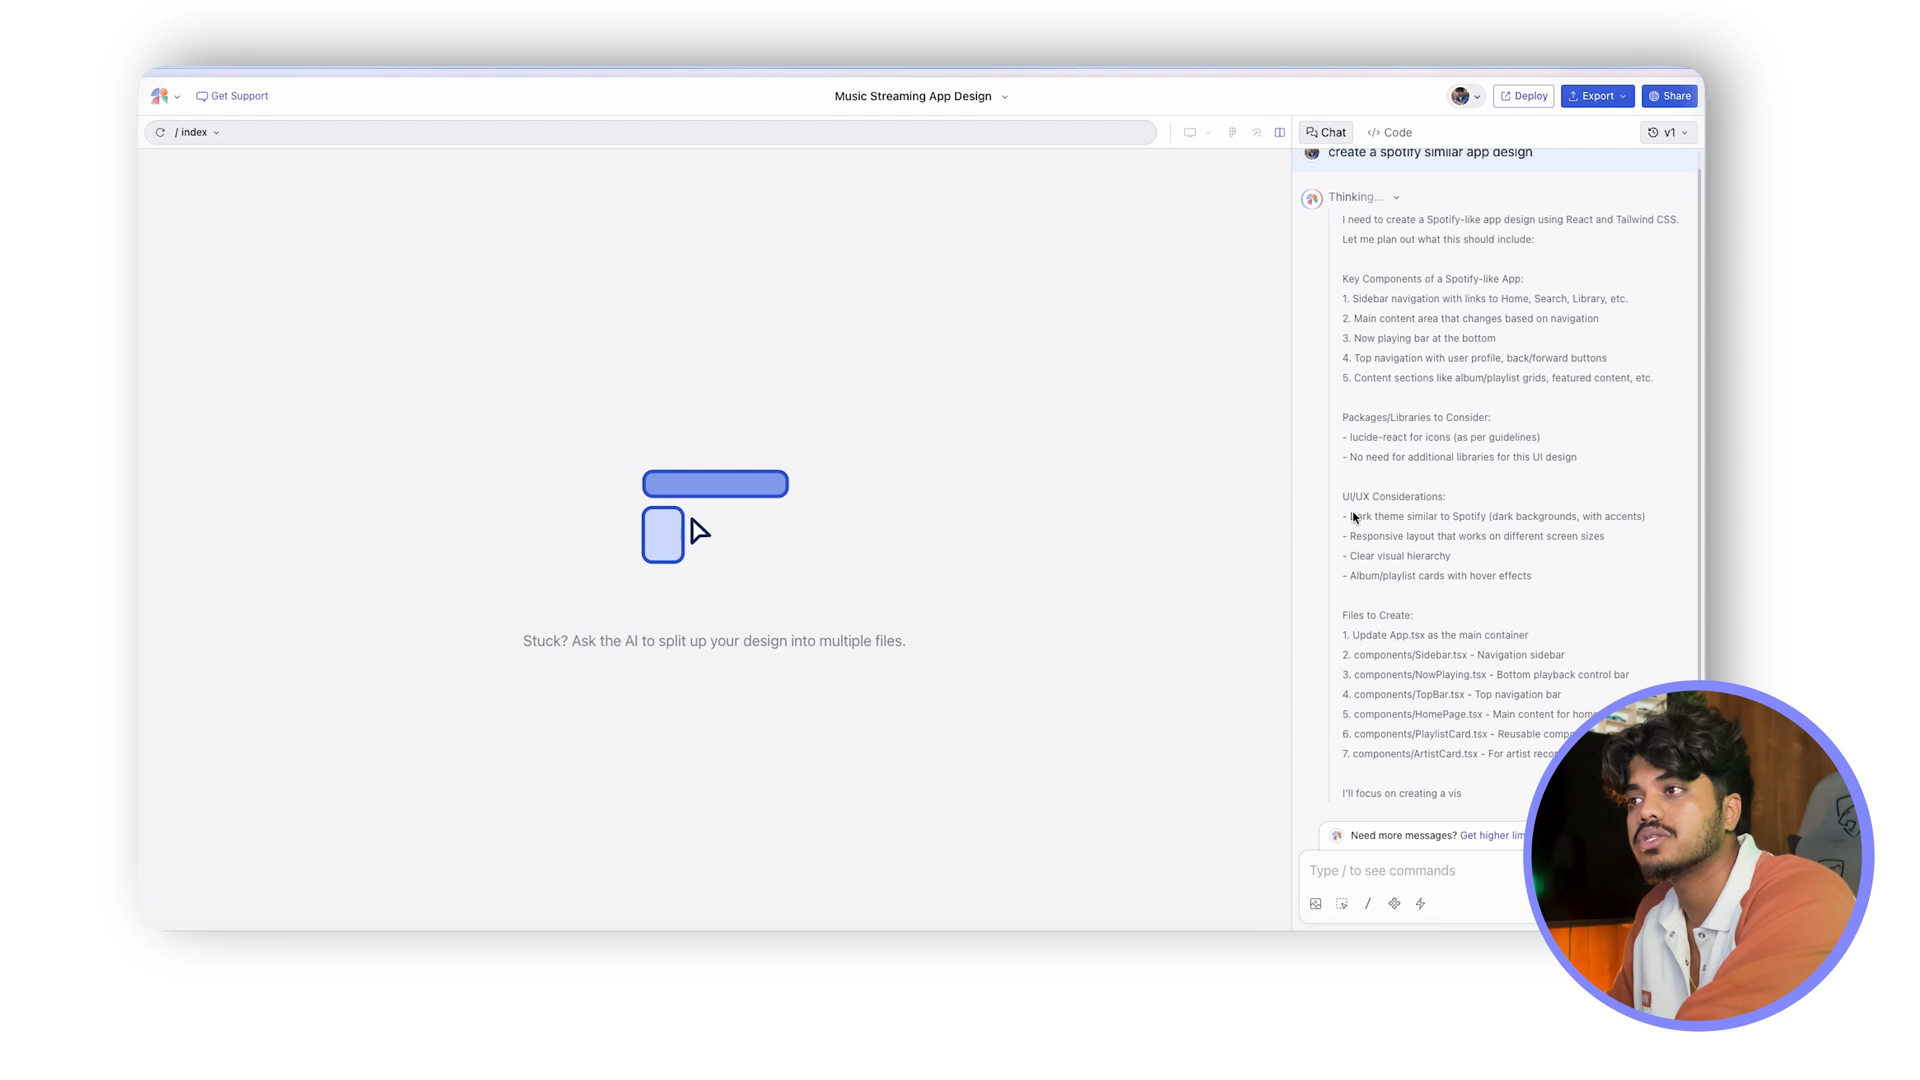 Get Support
Music Streaming App Design
Deploy
Export
Share
/ index
Chat
</> Code
v1
create a spotify similar app design
Thinking...
I need to create a Spotify-like app design using React and Tailwind CSS.
Let me plan out what this should include:
Key Components of a Spotify-like App:
1. Sidebar navigation with links to Home, Search, Library, etc.
2. Main content area that changes based on navigation
3. Now playing bar at the bottom
4. Top navigation with user profile, back/forward buttons
5. Content sections like album/playlist grids, featured content, etc.
Packages/Libraries to Consider:
- lucide-react for icons (as per guidelines)
- No need for additional libraries for this UI design
UI/UX Considerations:
- Dark theme similar to Spotify (dark backgrounds, with accents)
- Responsive layout that works on different screen sizes
- Clear visual hierarchy
- Album/playlist cards with hover effects
Files to Create:
1. Update App.tsx as the main container
2. components/Sidebar.tsx - Navigation sidebar
3. components/NowPlaying.tsx - Bottom playback control bar
4. components/TopBar.tsx - Top navigation bar
5. components/HomePage.tsx - Main content for hom
6. components/PlaylistCard.tsx - Reusable comp
7. components/ArtistCard.tsx - For artist reco
I'll focus on creating a vis
Stuck? Ask the AI to split up your design into multiple files.
Need more messages? Get higher lim
Type / to see commands